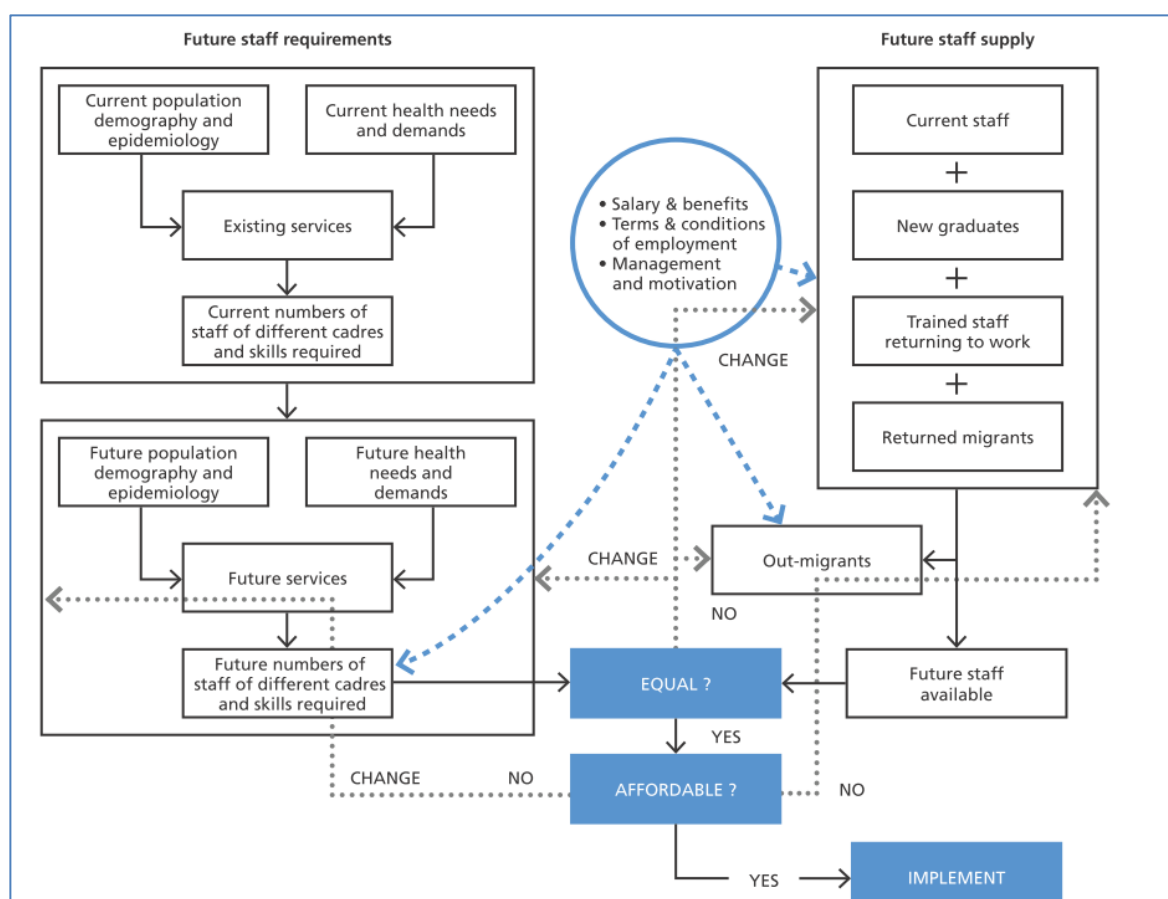 Future staff requirements
Current population
demography and
epidemiology
Current health needs
and demands
Existing services
Current numbers of
staff of different cadres
and skills required
Future population
demography and
epidemiology
Future health
needs and
demands
Future services
Future numbers of
staff of different cadres
and skills required
• Salary & benefits
• Terms & conditions
of employment
• Management
and motivation
CHANGE
CHANGE
NO
Future staff supply
Current staff
+
New graduates
+
Trained staff
returning to work
+
Returned migrants
Out-migrants
Future staff
available
EQUAL ?
YES
AFFORDABLE ?
CHANGE
NO
NO
YES
IMPLEMENT